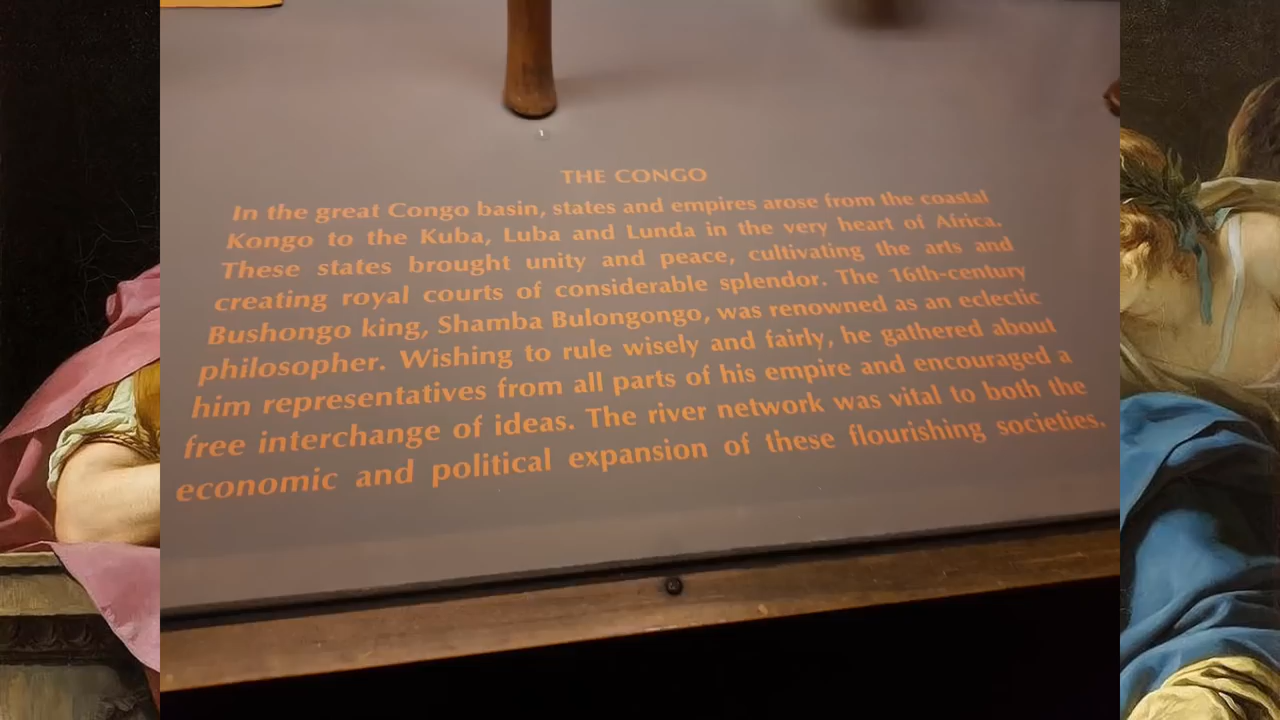 THE CONGO
In the great Congo basin, states and empires arose from the coastal
Kongo to the Kuba, Luba and Lunda in the very heart of Africa.
These states brought unity and peace, cultivating the arts and
creating royal courts of considerable splendor. The 16th-century
Bushongo king, Shamba Bulongongo, was renowned as an eclectic
philosopher. Wishing to rule wisely and fairly, he gathered about
him representatives from all parts of his empire and encouraged a
free interchange of ideas. The river network was vital to both the
economic and political expansion of these flourishing societies.